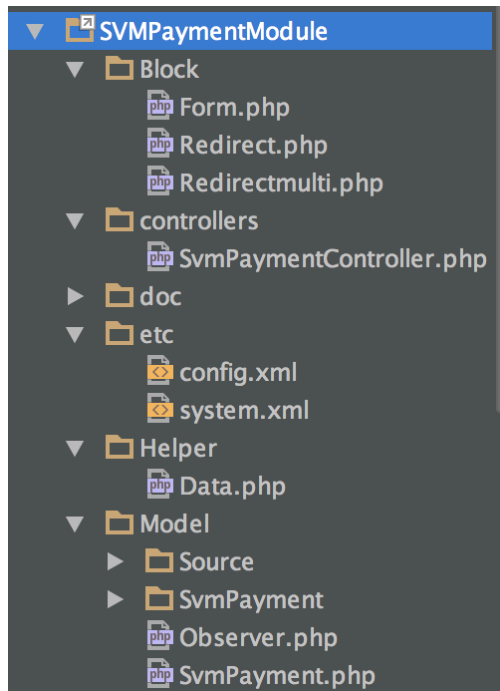 SVMPaymentModule
Block
Form.php
Redirect.php
Redirectmulti.php
controllers
SvmPaymentController.php
doc
etc
config.xml
system.xml
Helper
Data.php
Model
Source
SvmPayment
Observer.php
SvmPayment.php